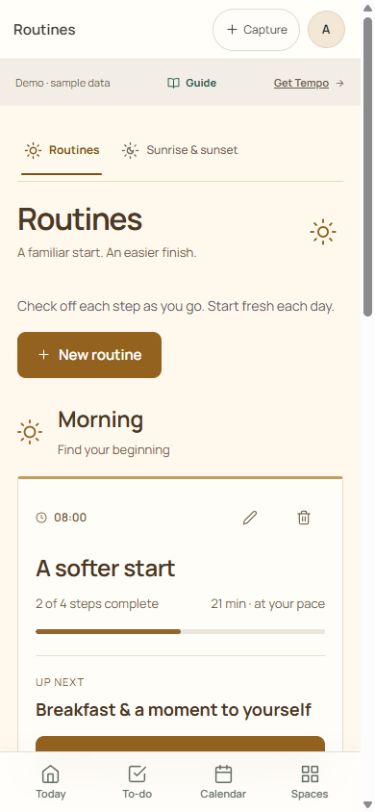 Routines
+ Capture
A
Demo · sample data
Guide
Get Tempo →
Routines
Sunrise & sunset
Routines
A familiar start. An easier finish.
Check off each step as you go. Start fresh each day.
+ New routine
Morning
Find your beginning
08:00
A softer start
2 of 4 steps complete
21 min · at your pace
UP NEXT
Breakfast & a moment to yourself
Today
To-do
Calendar
Spaces